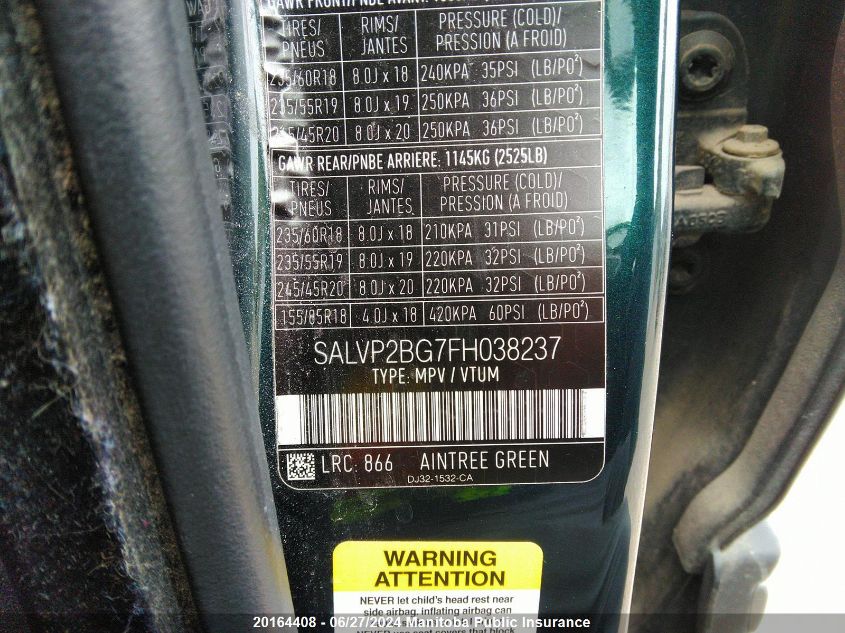 GAWR FRONT/PNBE AVANT:
TIRES/ PNEUS RIMS/ JANTES PRESSURE (COLD)/ PRESSION (A FROID)
235/60R18 8.0J x 18 240KPA 35PSI (LB/PO²)
235/55R19 8.0J x 19 250KPA 36PSI (LB/PO²)
245/45R20 8.0J x 20 250KPA 36PSI (LB/PO²)
GAWR REAR/PNBE ARRIERE: 1145KG (2525LB)
TIRES/ PNEUS RIMS/ JANTES PRESSURE (COLD)/ PRESSION (A FROID)
235/60R18 8.0J x 18 210KPA 31PSI (LB/PO²)
235/55R19 8.0J x 19 220KPA 32PSI (LB/PO²)
245/45R20 8.0J x 20 220KPA 32PSI (LB/PO²)
155/85R18 4.0J x 18 420KPA 60PSI (LB/PO²)
SALVP2BG7FH038237
TYPE: MPV / VTUM
LRC: 866 AINTREE GREEN
DJ32-1532-CA
WARNING
ATTENTION
NEVER let child's head rest near
side airbag, inflating airbag can
20164408 - 06/27/2024 - Manitoba Public Insurance